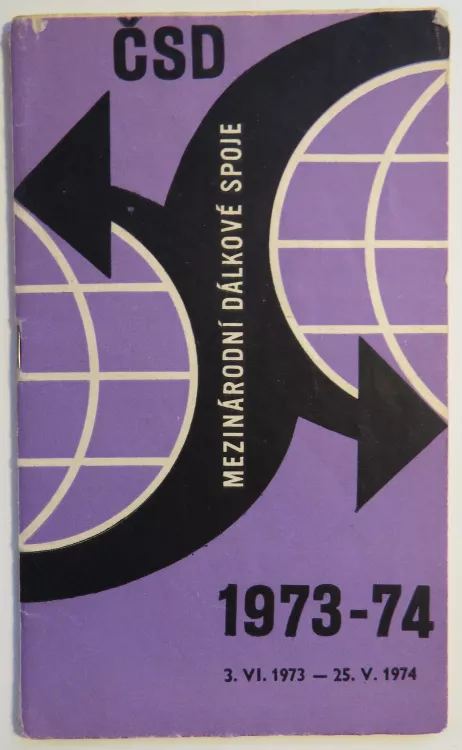 ČSD
MEZINÁRODNÍ DÁLKOVÉ SPOJE
1973-74
3. VI. 1973 — 25. V. 1974